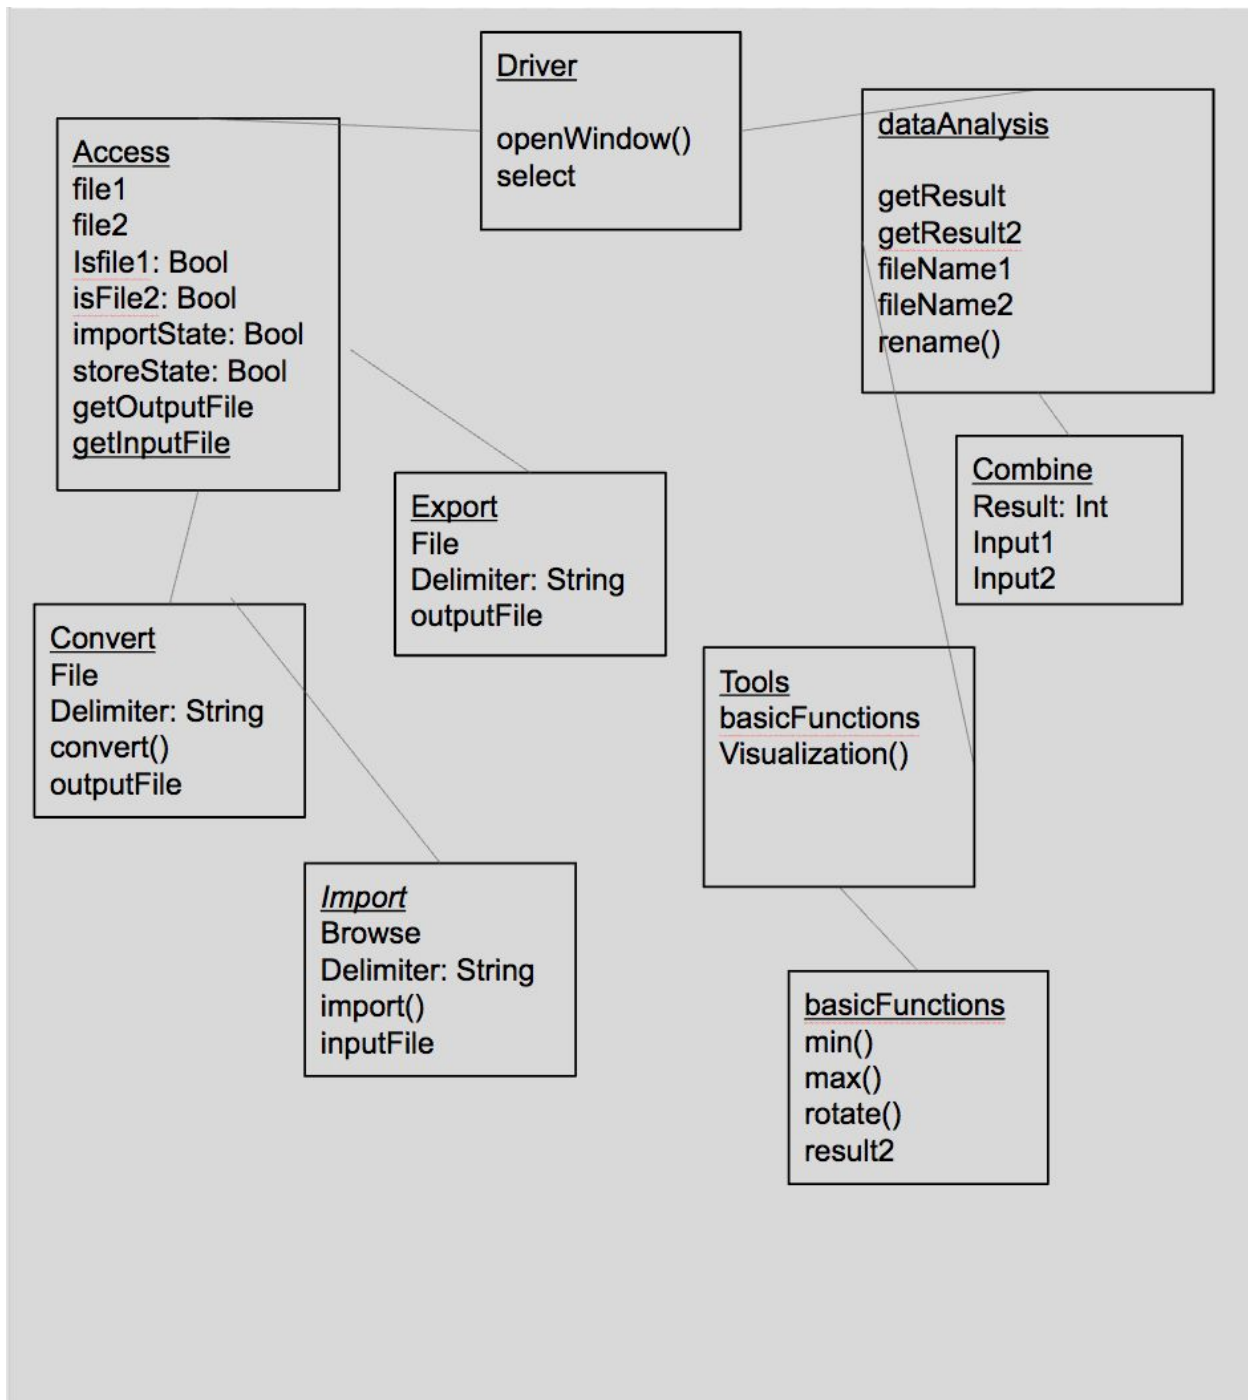 Driver
openWindow()
select
Access
file1
file2
Isfile1: Bool
isFile2: Bool
importState: Bool
storeState: Bool
getOutputFile
getInputFile
dataAnalysis
getResult
getResult2
fileName1
fileName2
rename()
Export
File
Delimiter: String
outputFile
Combine
Result: Int
Input1
Input2
Convert
File
Delimiter: String
convert()
outputFile
Tools
basicFunctions
Visualization()
Import
Browse
Delimiter: String
import()
inputFile
basicFunctions
min()
max()
rotate()
result2